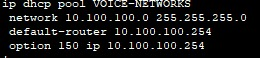 ip dhcp pool VOICE-NETWORKS
network 10.100.100.0 255.255.255.0
default-router 10.100.100.254
option 150 ip 10.100.100.254